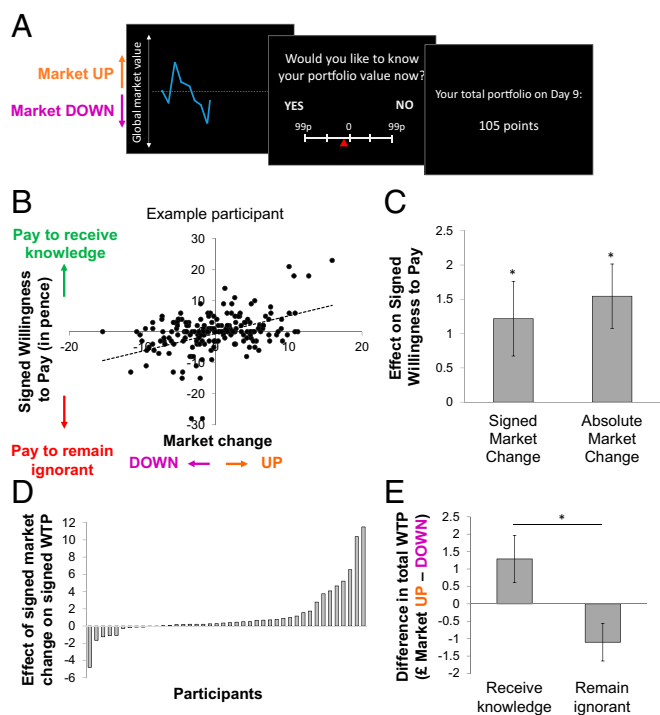 A
Market UP
Market DOWN
Global market value
Would you like to know
your portfolio value now?
YES NO
99p 0 99p
Your total portfolio on Day 9:
105 points
B
Example participant
Pay to receive
knowledge
Signed Willingness
to Pay (in pence)
Pay to remain
ignorant
30
20
10
0
-10
-20
-30
-20 -10 0 10 20
Market change
DOWN UP
C
Effect on Signed
Willingness to Pay
2.5
2
1.5
1
0.5
0
* *
Signed
Market
Change
Absolute
Market
Change
D
Effect of signed market
change on signed WTP
12
10
8
6
4
2
0
-2
-4
-6
Participants
E
Difference in total WTP
(£ Market UP – DOWN)
2.5
2
1.5
1
0.5
0
-0.5
-1
-1.5
-2
*
Receive
knowledge
Remain
ignorant